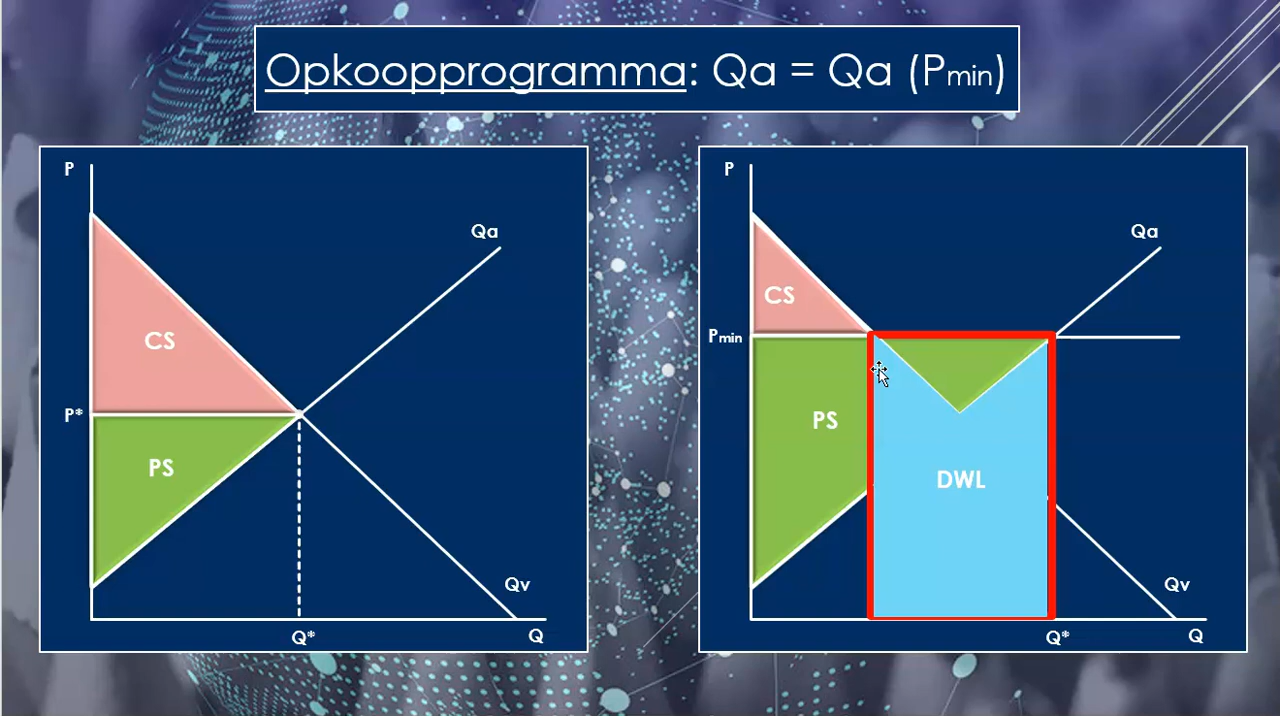 Opkoopprogramma: Qa = Qa (Pmin)
P
Qa
CS
P*
PS
Qv
Q*
Q
P
Qa
CS
Pmin
PS
DWL
Qv
Q*
Q